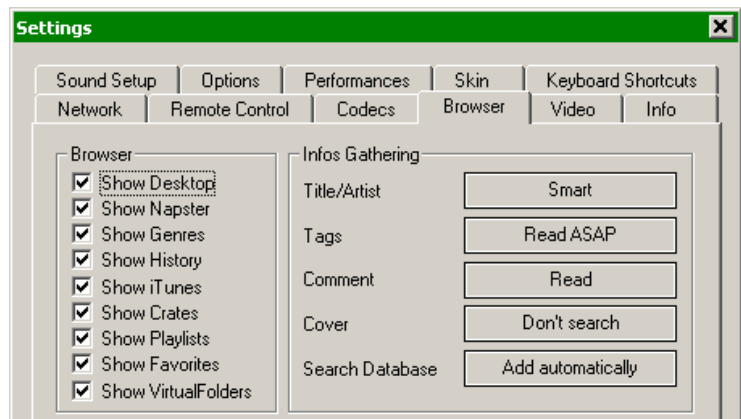 Settings
Sound Setup Options Performances Skin Keyboard Shortcuts
Network Remote Control Codecs Browser Video Info
Browser
Show Desktop
Show Napster
Show Genres
Show History
Show iTunes
Show Crates
Show Playlists
Show Favorites
Show VirtualFolders
Infos Gathering
Title/Artist Smart
Tags Read ASAP
Comment Read
Cover Don't search
Search Database Add automatically